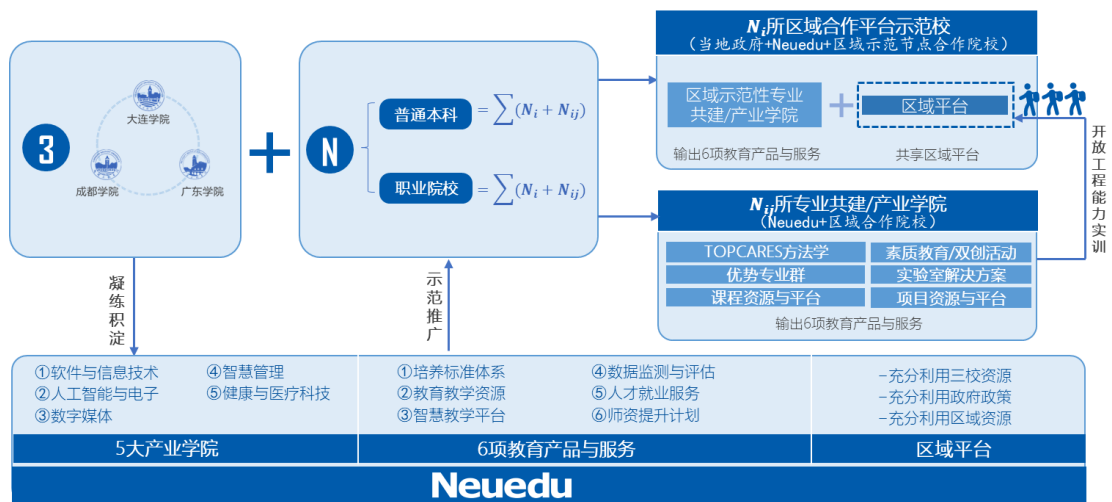 3
大连学院
成都学院
广东学院
+
N
普通本科
=∑(Nᵢ + Nᵢⱼ)
职业院校
=∑(Nᵢ + Nᵢⱼ)
Nᵢ所区域合作平台示范校
(当地政府+Neuedu+区域示范节点合作院校)
区域示范性专业
共建/产业学院
+
区域平台
输出6项教育产品与服务
共享区域平台
Nᵢⱼ所专业共建/产业学院
(Neuedu+区域合作院校)
TOPCARES方法学
素质教育/双创活动
优势专业群
实验室解决方案
课程资源与平台
项目资源与平台
输出6项教育产品与服务
开放工程能力实训
凝练积淀
示范推广
①软件与信息技术
④智慧管理
②人工智能与电子
⑤健康与医疗科技
③数字媒体
5大产业学院
①培养标准体系
④数据监测与评估
②教育教学资源
⑤人才就业服务
③智慧教学平台
⑥师资提升计划
6项教育产品与服务
–充分利用三校资源
–充分利用政府政策
–充分利用区域资源
区域平台
Neuedu